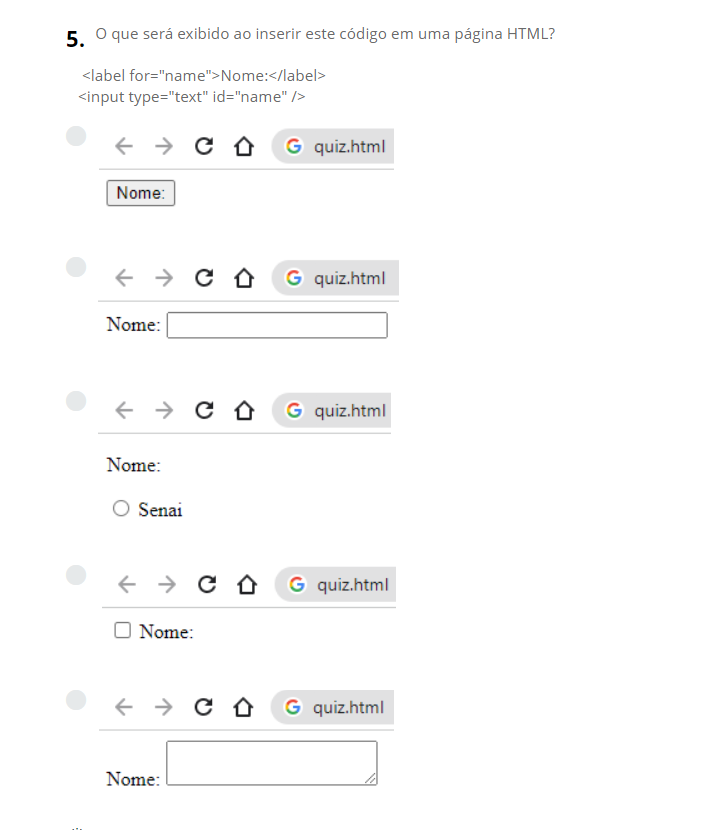 5. O que será exibido ao inserir este código em uma página HTML?
<label for="name">Nome:</label>
<input type="text" id="name" />
G quiz.html
Nome:
G quiz.html
Nome:
G quiz.html
Nome:
Senai
G quiz.html
Nome:
G quiz.html
Nome: